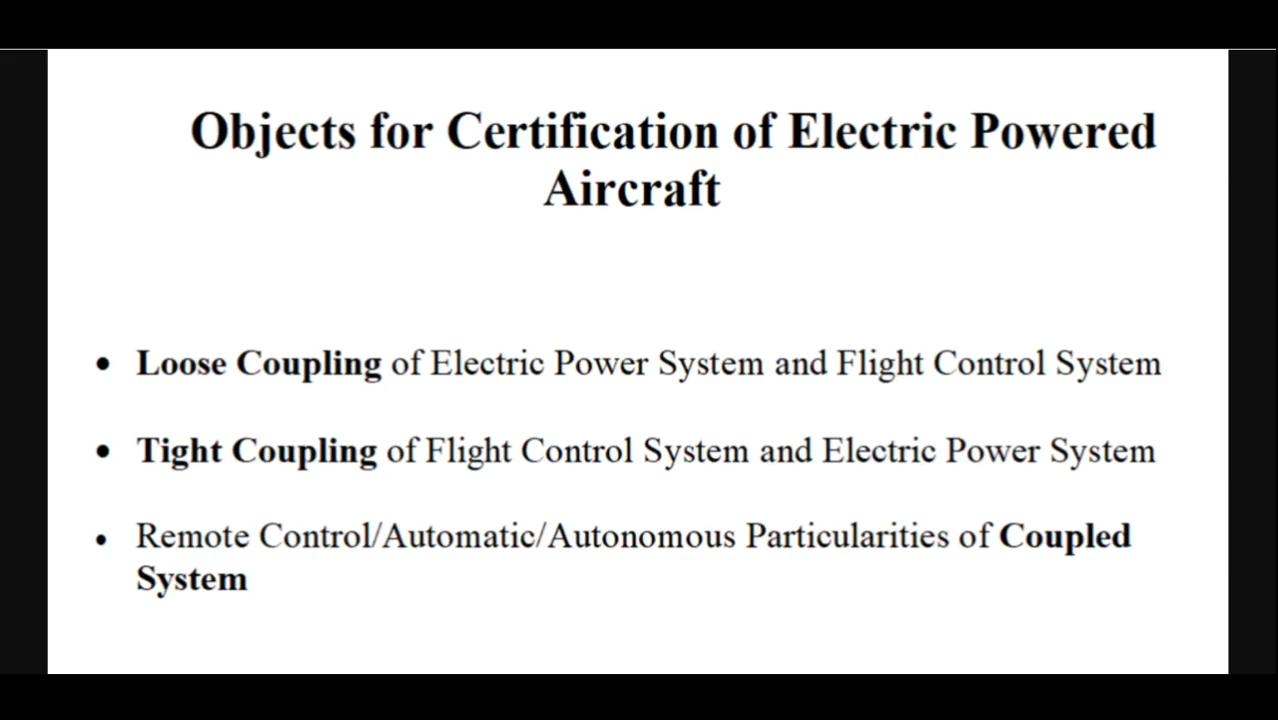 Objects for Certification of Electric Powered
Aircraft
• Loose Coupling of Electric Power System and Flight Control System
• Tight Coupling of Flight Control System and Electric Power System
• Remote Control/Automatic/Autonomous Particularities of Coupled
System